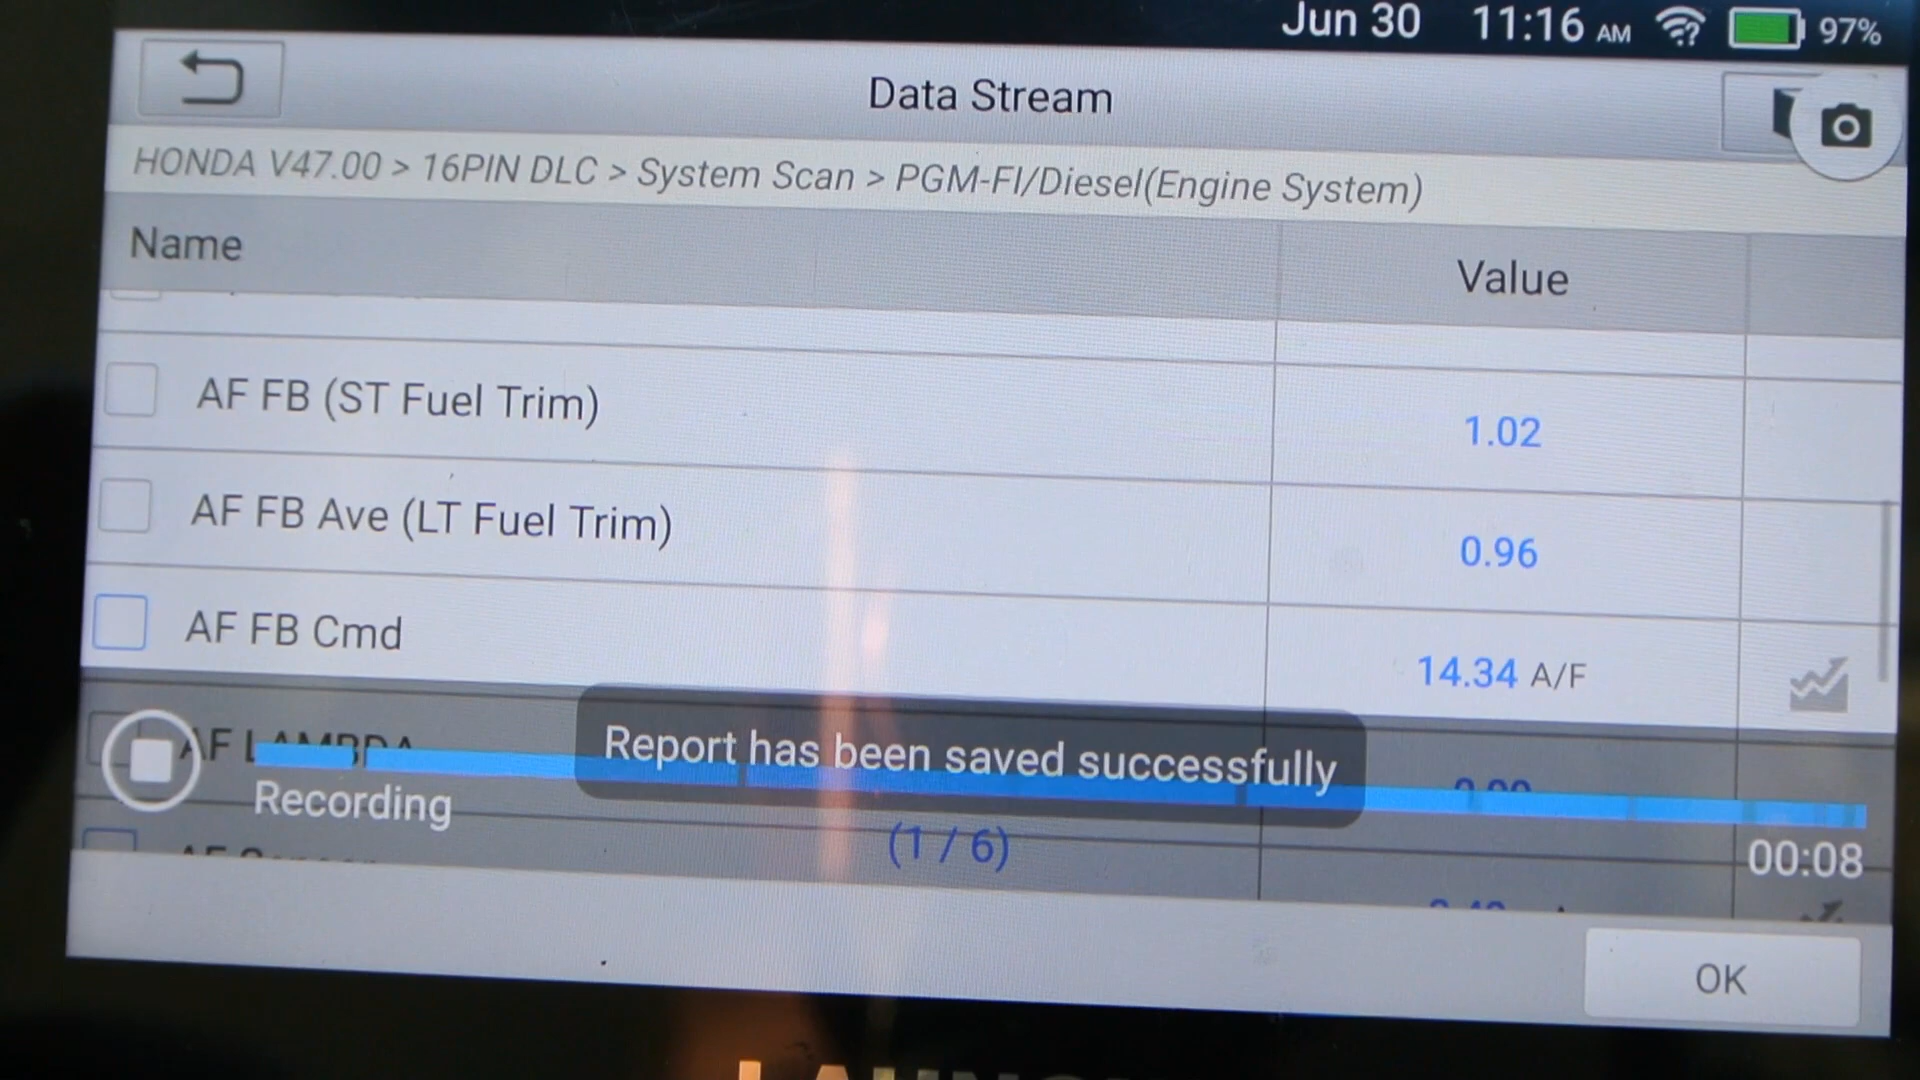 Jun 30 11:16 AM 97%
Data Stream
HONDA V47.00 > 16PIN DLC > System Scan > PGM-FI/Diesel(Engine System)
Name Value
AF FB (ST Fuel Trim) 1.02
AF FB Ave (LT Fuel Trim) 0.96
AF FB Cmd 14.34 A/F
AF LAMBDA
Report has been saved successfully
Recording
(1 / 6)
00:08
OK